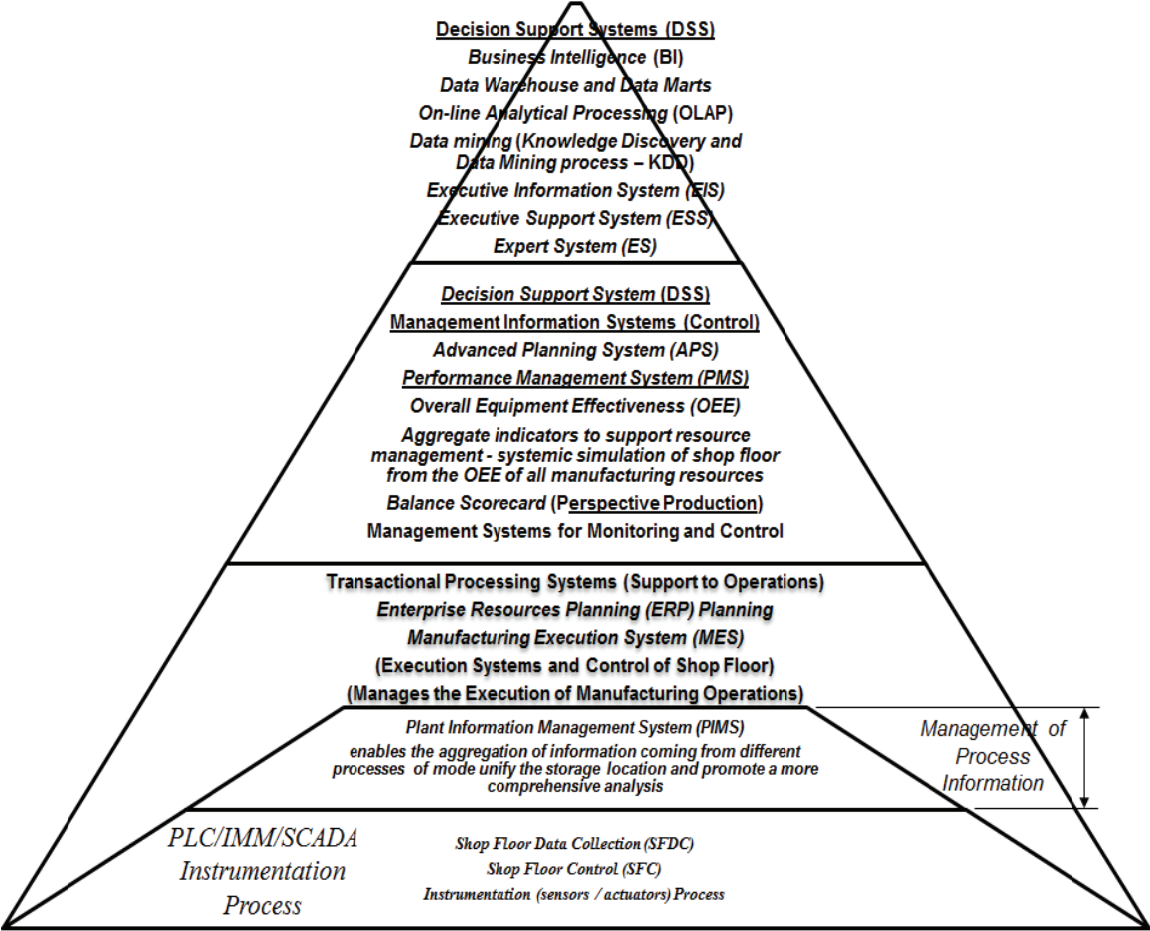 Decision Support Systems (DSS)
Business Intelligence (BI)
Data Warehouse and Data Marts
On-line Analytical Processing (OLAP)
Data mining (Knowledge Discovery and
Data Mining process – KDD)
Executive Information System (EIS)
Executive Support System (ESS)
Expert System (ES)
Decision Support System (DSS)
Management Information Systems (Control)
Advanced Planning System (APS)
Performance Management System (PMS)
Overall Equipment Effectiveness (OEE)
Aggregate indicators to support resource
management - systemic simulation of shop floor
from the OEE of all manufacturing resources
Balance Scorecard (Perspective Production)
Management Systems for Monitoring and Control
Transactional Processing Systems (Support to Operations)
Enterprise Resources Planning (ERP) Planning
Manufacturing Execution System (MES)
(Execution Systems and Control of Shop Floor)
(Manages the Execution of Manufacturing Operations)
Plant Information Management System (PIMS)
enables the aggregation of information coming from different
processes of mode unify the storage location and promote a more
comprehensive analysis
Management of
Process
Information
PLC/IMM/SCADA
Instrumentation
Process
Shop Floor Data Collection (SFDC)
Shop Floor Control (SFC)
Instrumentation (sensors / actuators) Process